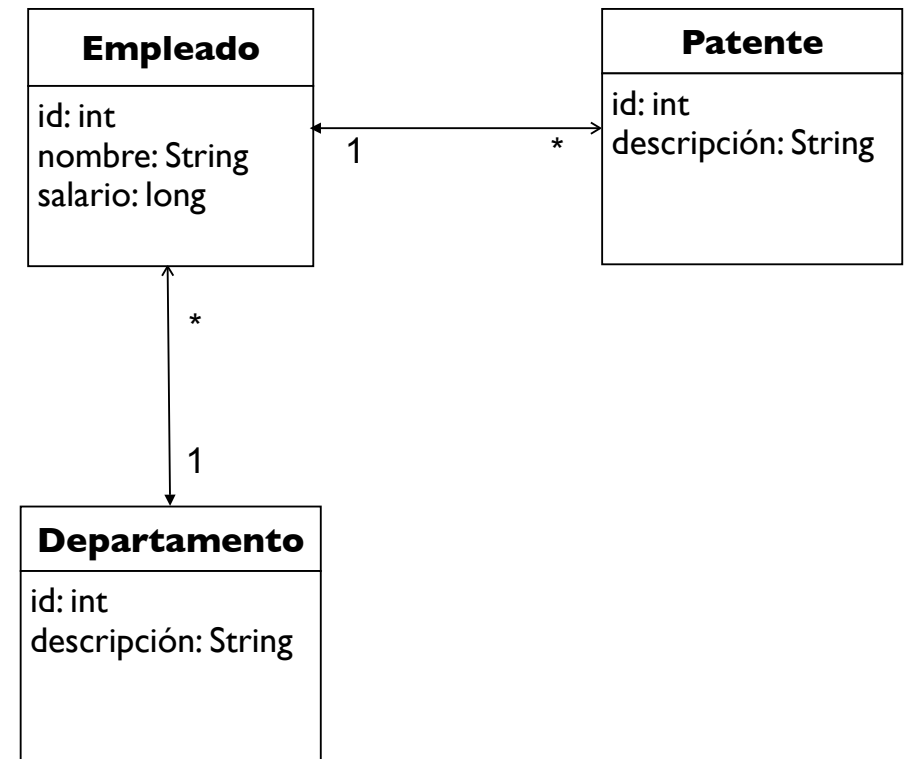 Empleado
id: int
nombre: String
salario: long
1
*
Patente
id: int
descripción: String
*
1
Departamento
id: int
descripción: String